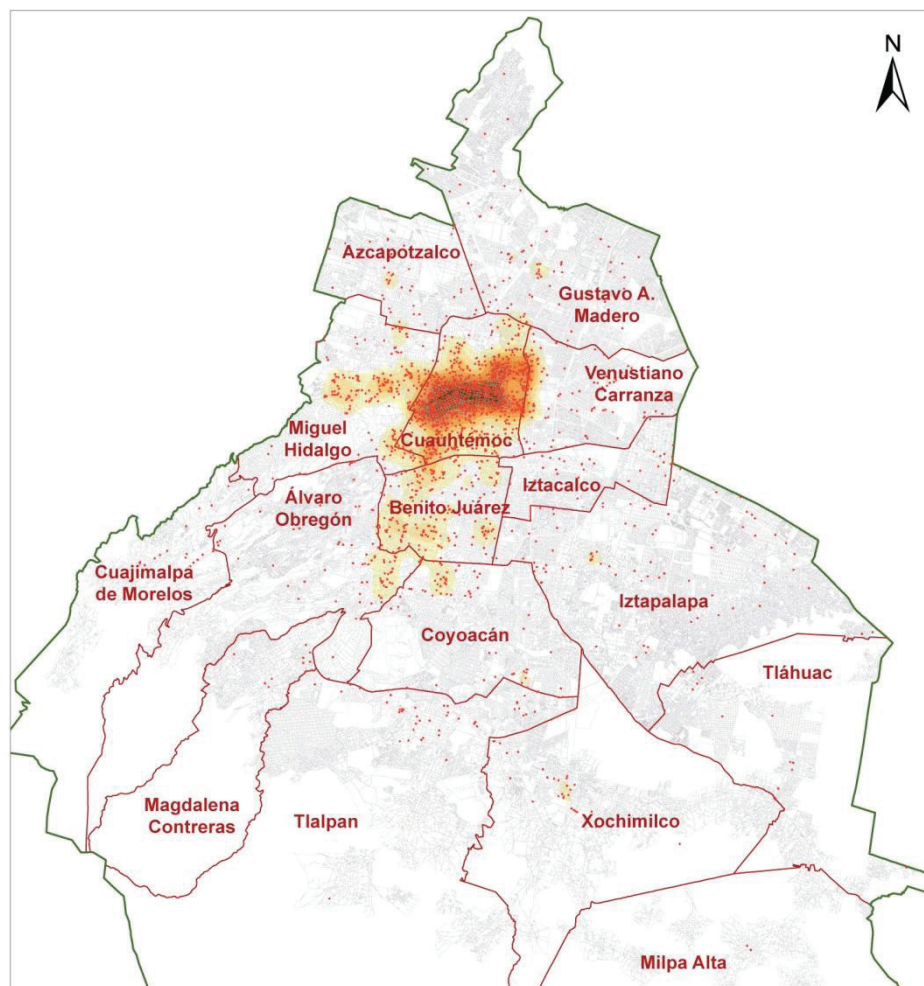 N
Azcapotzalco
Gustavo A.
Madero
Venustiano
Carranza
Miguel
Hidalgo
Cuauhtémoc
Iztacalco
Álvaro
Obregón
Benito Juárez
Cuajimalpa
de Morelos
Iztapalapa
Coyoacán
Tláhuac
Magdalena
Contreras
Tlalpan
Xochimilco
Milpa Alta